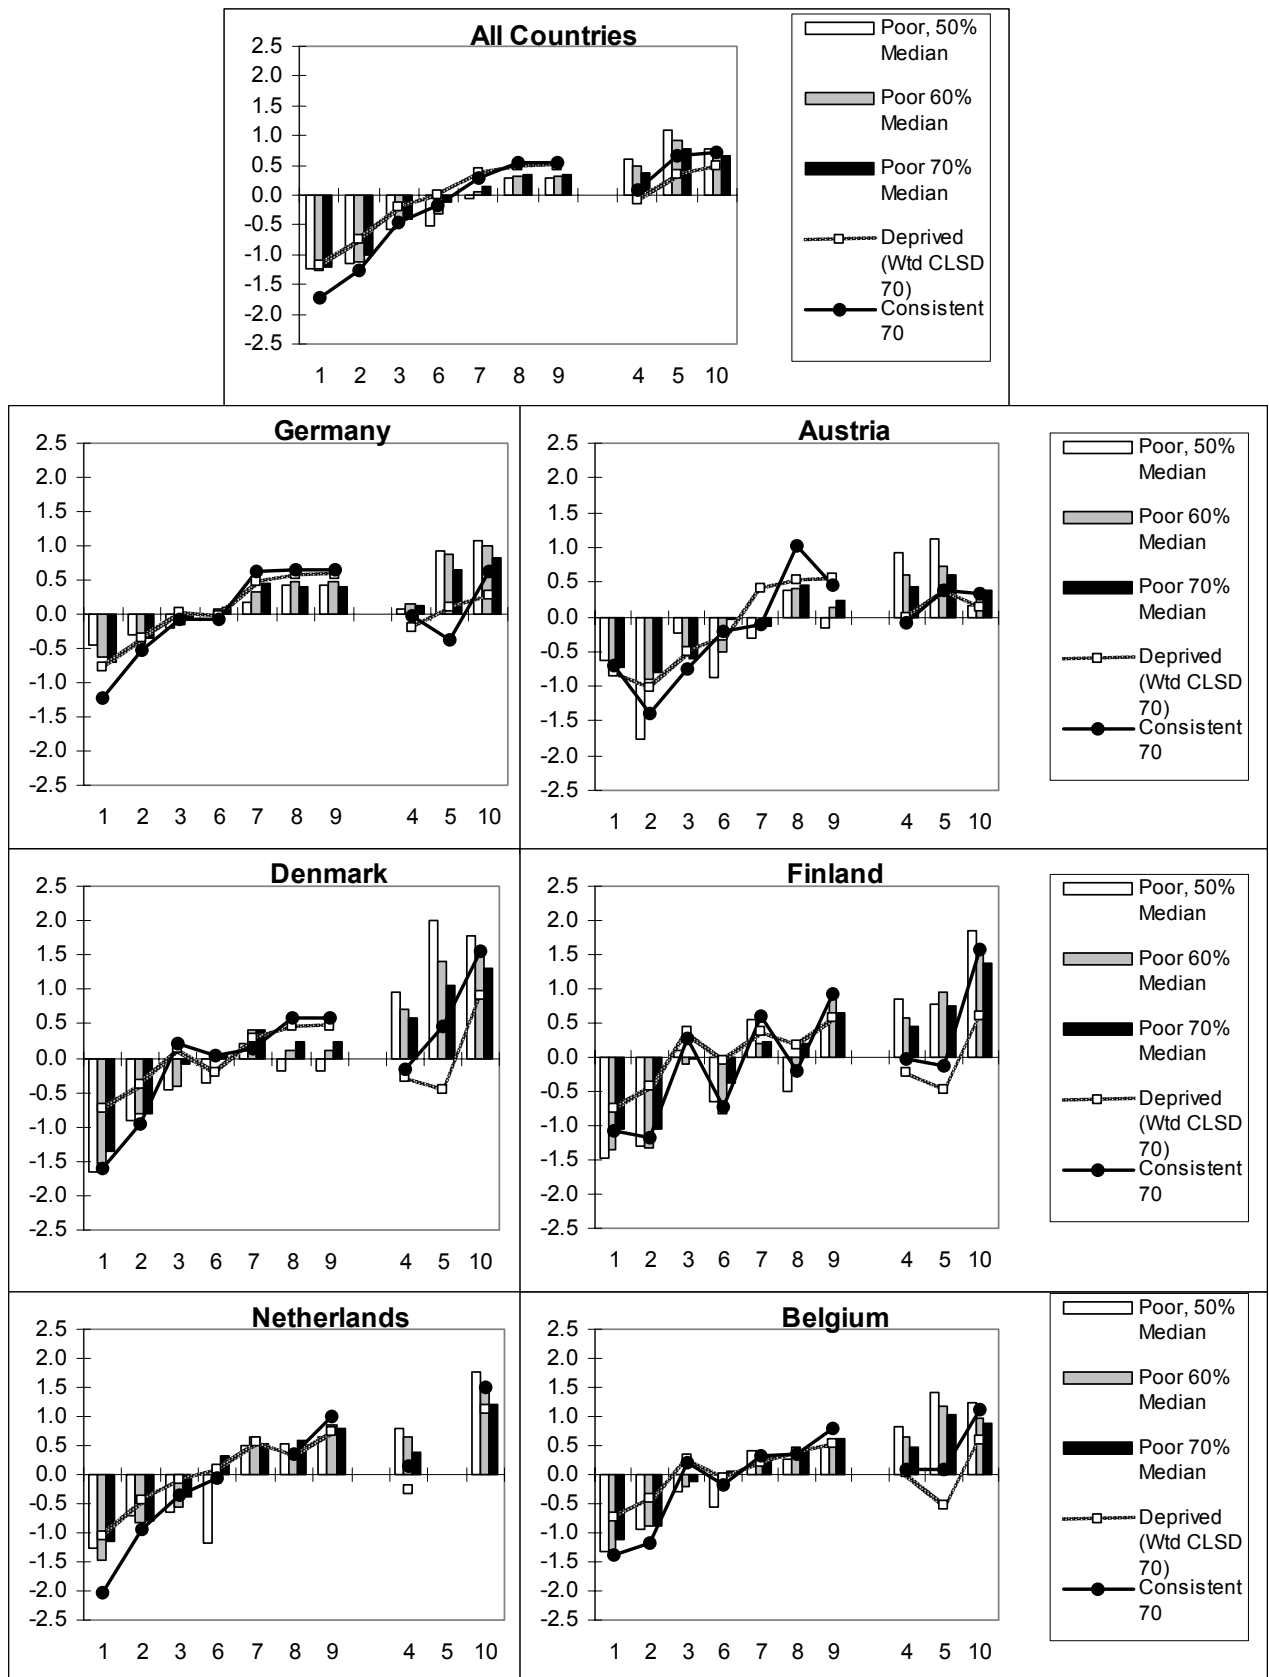 All Countries
2.5
2.0
1.5
1.0
0.5
0.0
-0.5
-1.0
-1.5
-2.0
-2.5
1 2 3 6 7 8 9 4 5 10
Poor, 50%
Median
Poor 60%
Median
Poor 70%
Median
Deprived
(Wtd CLSD
70)
Consistent
70
Germany
2.5
2.0
1.5
1.0
0.5
0.0
-0.5
-1.0
-1.5
-2.0
-2.5
1 2 3 6 7 8 9 4 5 10
Austria
2.5
2.0
1.5
1.0
0.5
0.0
-0.5
-1.0
-1.5
-2.0
-2.5
1 2 3 6 7 8 9 4 5 10
Poor, 50%
Median
Poor 60%
Median
Poor 70%
Median
Deprived
(Wtd CLSD
70)
Consistent
70
Denmark
2.5
2.0
1.5
1.0
0.5
0.0
-0.5
-1.0
-1.5
-2.0
-2.5
1 2 3 6 7 8 9 4 5 10
Finland
2.5
2.0
1.5
1.0
0.5
0.0
-0.5
-1.0
-1.5
-2.0
-2.5
1 2 3 6 7 8 9 4 5 10
Poor, 50%
Median
Poor 60%
Median
Poor 70%
Median
Deprived
(Wtd CLSD
70)
Consistent
70
Netherlands
2.5
2.0
1.5
1.0
0.5
0.0
-0.5
-1.0
-1.5
-2.0
-2.5
1 2 3 6 7 8 9 4 10
Belgium
2.5
2.0
1.5
1.0
0.5
0.0
-0.5
-1.0
-1.5
-2.0
-2.5
1 2 3 6 7 8 9 4 5 10
Poor, 50%
Median
Poor 60%
Median
Poor 70%
Median
Deprived
(Wtd CLSD
70)
Consistent
70